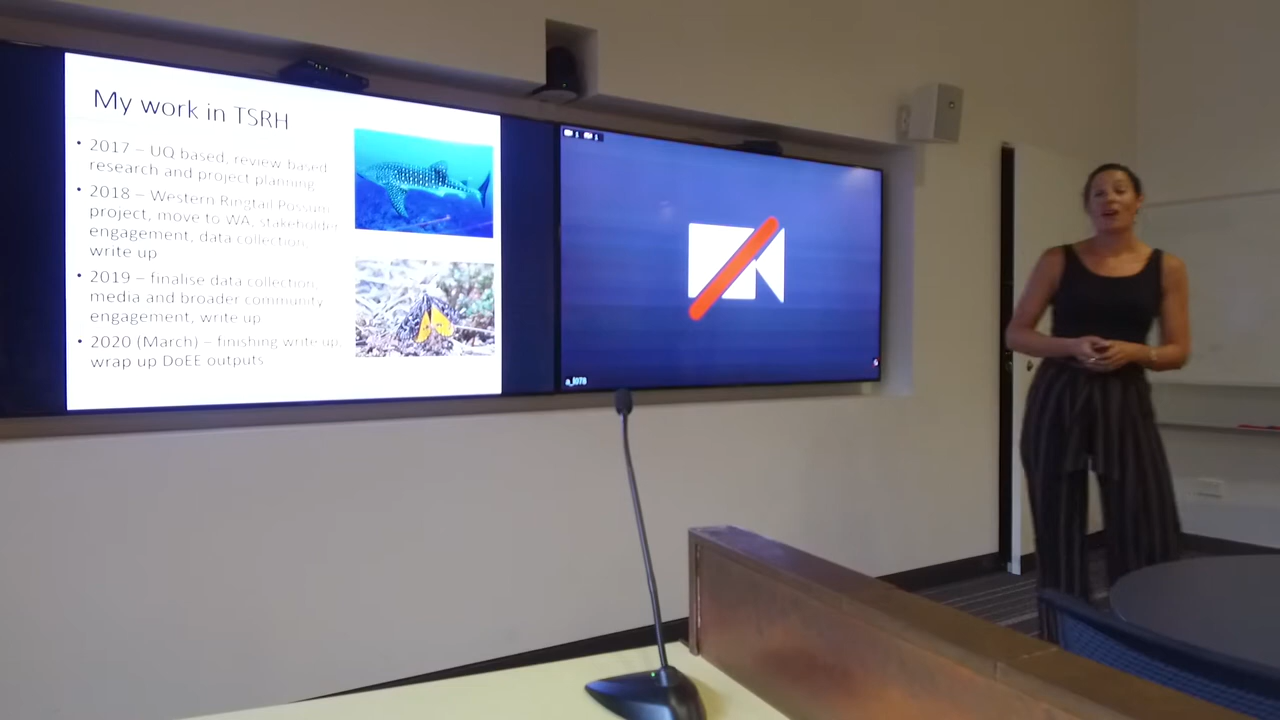 My work in TSRH
• 2017 – UQ based, review based
research and project planning
• 2018 – Western Ringtail Possum
project, move to WA, stakeholder
engagement, data collection,
write up
• 2019 – finalise data collection,
media and broader community
engagement, write up
• 2020 (March) – finishing write up,
wrap up DoEE outputs
a_l078